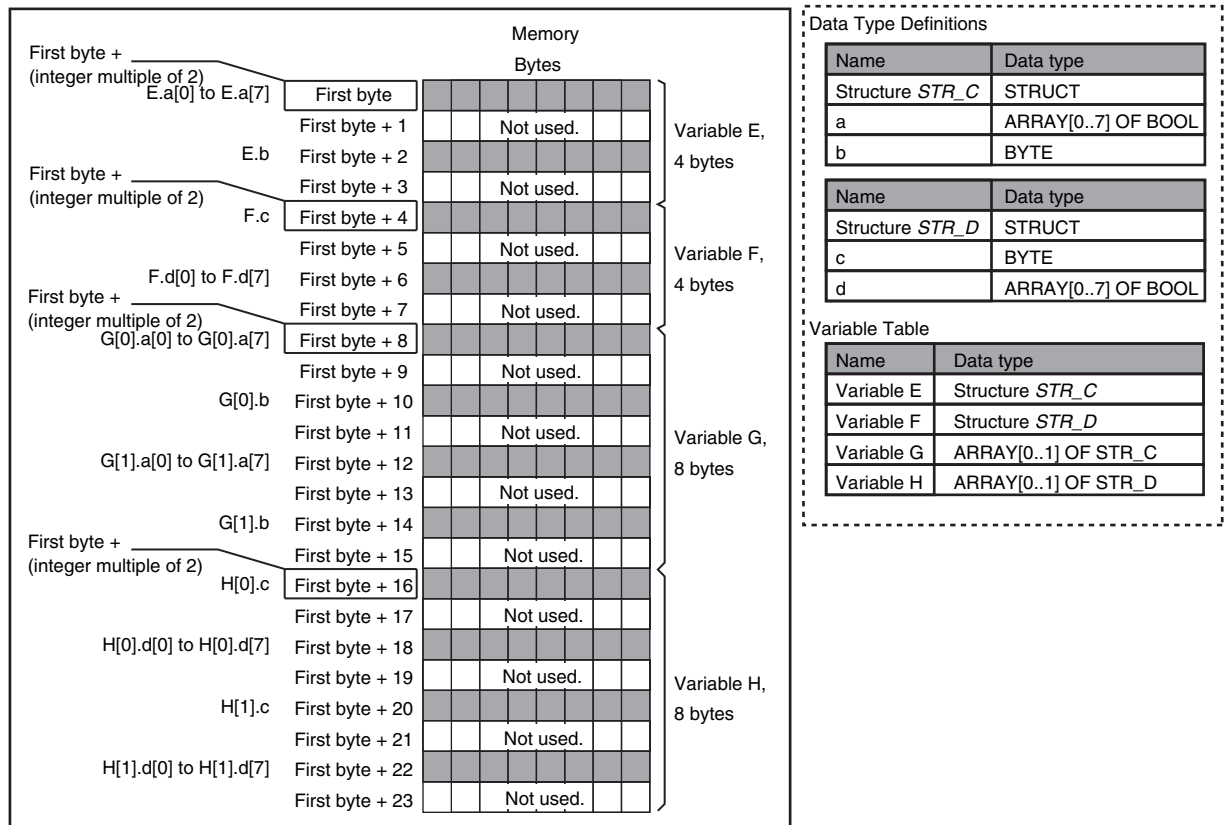 Memory
Bytes
First byte +
(integer multiple of 2)
E.a[0] to E.a[7] First byte
First byte + 1 Not used.
E.b First byte + 2
First byte + 3 Not used.
Variable E,
4 bytes
First byte +
(integer multiple of 2)
F.c First byte + 4
First byte + 5 Not used.
F.d[0] to F.d[7] First byte + 6
First byte + 7 Not used.
Variable F,
4 bytes
First byte +
(integer multiple of 2)
G[0].a[0] to G[0].a[7] First byte + 8
First byte + 9 Not used.
G[0].b First byte + 10
First byte + 11 Not used.
G[1].a[0] to G[1].a[7] First byte + 12
First byte + 13 Not used.
G[1].b First byte + 14
First byte + 15 Not used.
Variable G,
8 bytes
First byte +
(integer multiple of 2)
H[0].c First byte + 16
First byte + 17 Not used.
H[0].d[0] to H[0].d[7] First byte + 18
First byte + 19 Not used.
H[1].c First byte + 20
First byte + 21 Not used.
H[1].d[0] to H[1].d[7] First byte + 22
First byte + 23 Not used.
Variable H,
8 bytes
Data Type Definitions
Name Data type
Structure STR_C STRUCT
a ARRAY[0..7] OF BOOL
b BYTE
Name Data type
Structure STR_D STRUCT
c BYTE
d ARRAY[0..7] OF BOOL
Variable Table
Name Data type
Variable E Structure STR_C
Variable F Structure STR_D
Variable G ARRAY[0..1] OF STR_C
Variable H ARRAY[0..1] OF STR_D